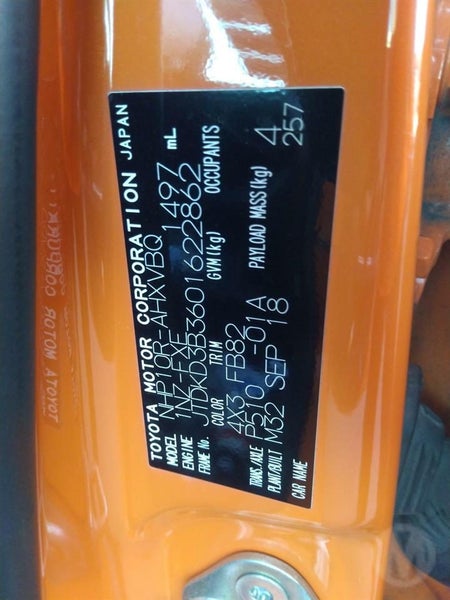 TOYOTA MOTOR CORPORATION JAPAN
MODEL NHP10R-AHXVBQ
ENGINE 1NZ-FXE 1497 mL
FRAME No. JTDKD3B3601622862
COLOR TRIM GVM(kg) OCCUPANTS
4X3 FB82 4
TRANS./AXLE P510 -01A PAYLOAD MASS(kg) 257
PLANT/BUILT M32 SEP 18
CAR NAME